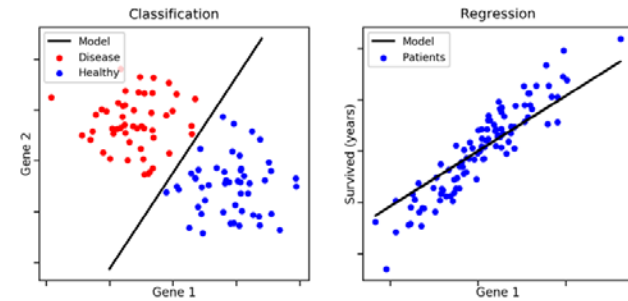 Classification
Model
Disease
Healthy
Gene 2
Gene 1
Regression
Model
Patients
Survived (years)
Gene 1